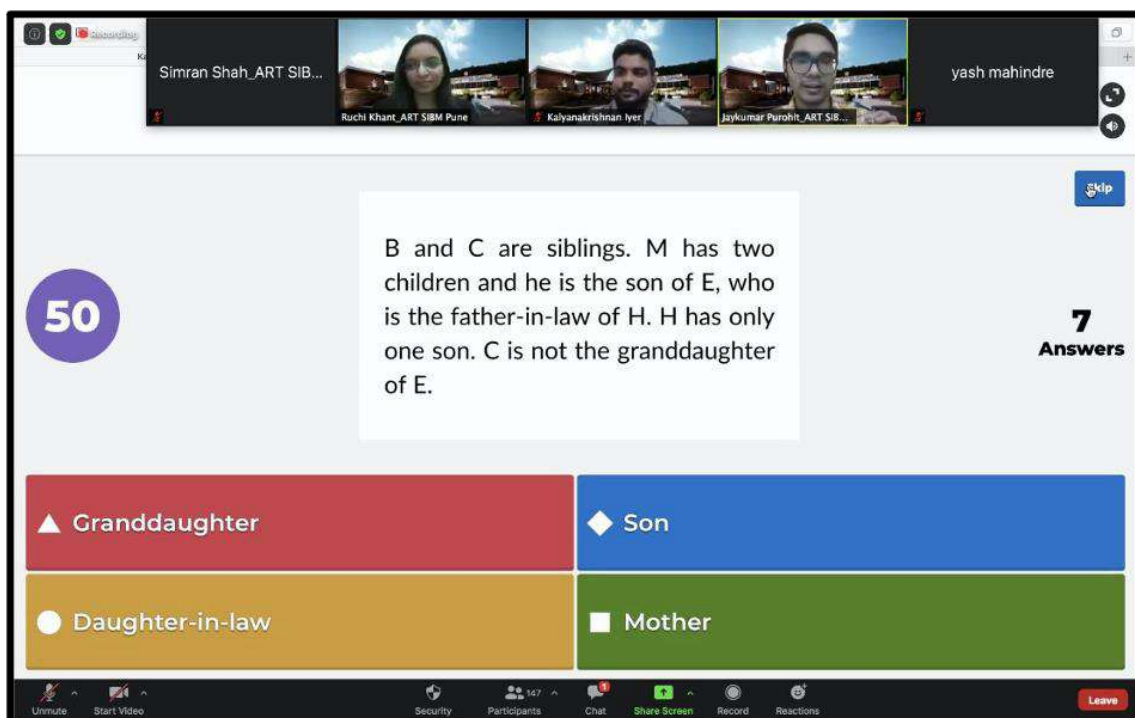 Recording
Simran Shah_ART SIB...
Ruchi Khant_ART SIBM Pune
Kalyanakrishnan Iyer
Jaykumar Purohit_ART SIB...
yash mahindre
Skip
B and C are siblings. M has two
children and he is the son of E, who
is the father-in-law of H. H has only
one son. C is not the granddaughter
of E.
50
7
Answers
Granddaughter
Son
Daughter-in-law
Mother
Unmute
Start Video
Security
Participants
147
Chat
1
Share Screen
Record
Reactions
Leave